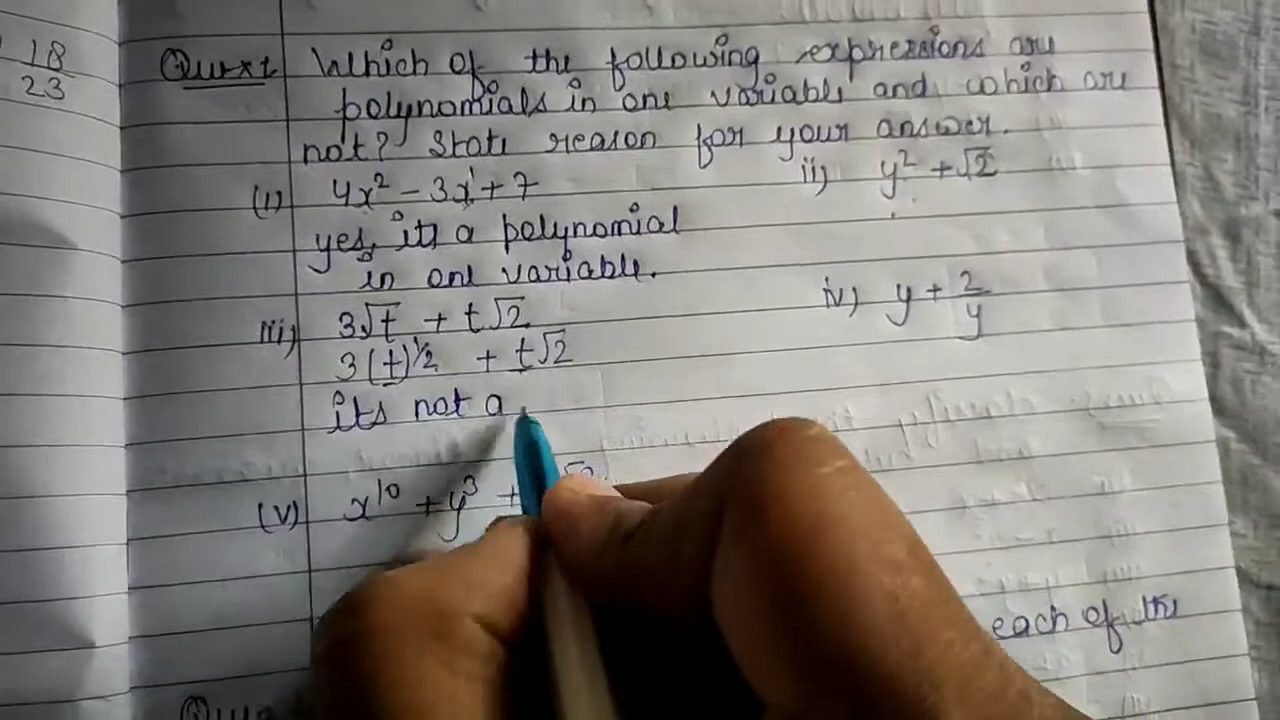 18
23
Quesx1 Which of the following expressions are
polynomials in one variable and which are
not? State reason for your answer.
(i) 4x² - 3x¹ + 7 ii) y² + √2
yes, its a polynomial
in one variable.
iii) 3√t + t√2 iv) y + 2/y
3(t)^½ + t√2
its not a
(v) x¹⁰ + y³ +
each of the